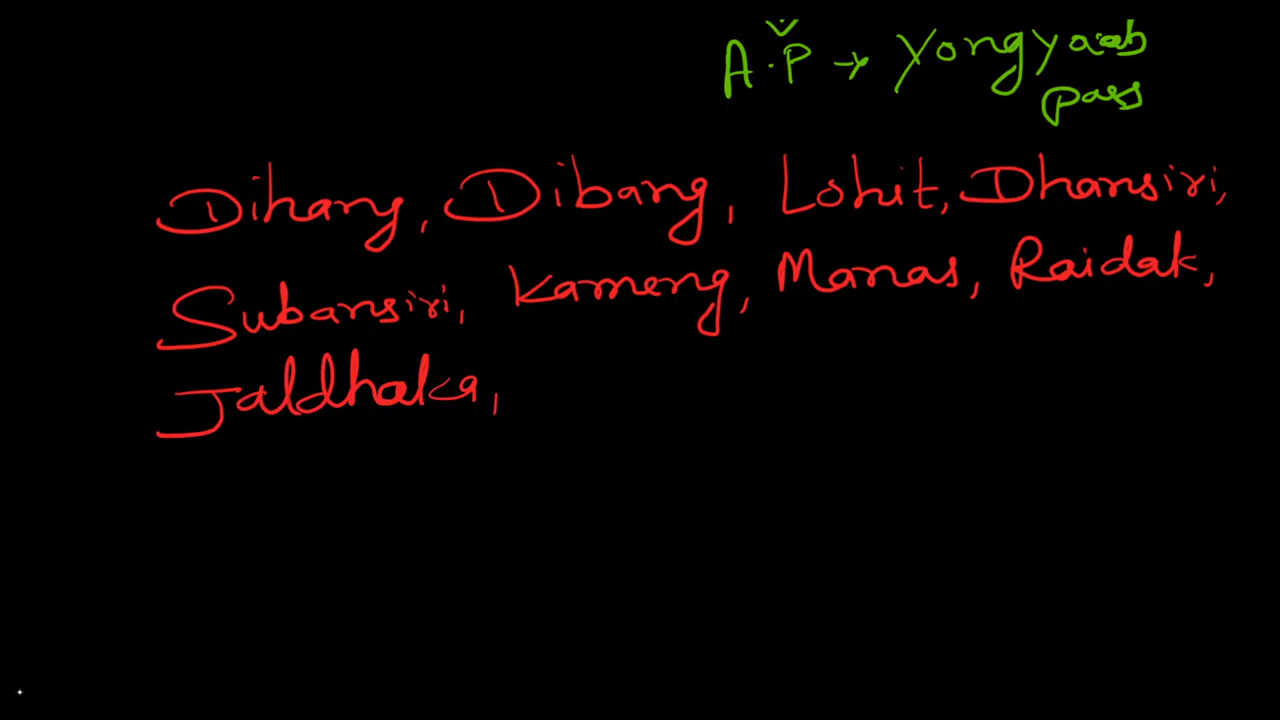 A.P → Yongyaab
pass
Dihang, Dibang, Lohit, Dhansiri,
Subansiri, Kameng, Manas, Raidak,
Jaldhaka,